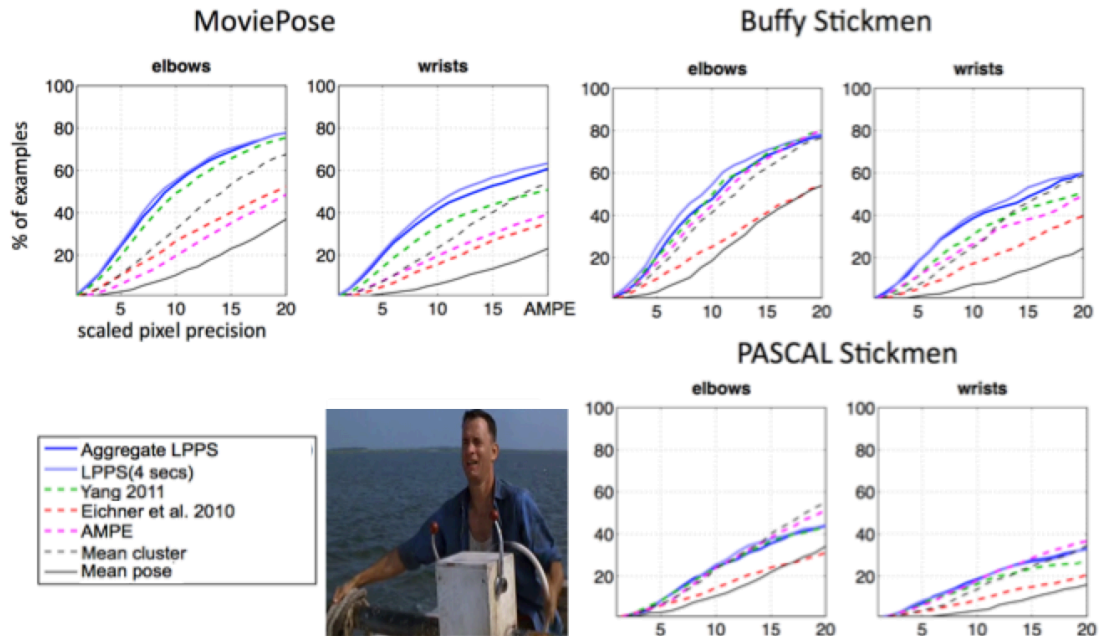 MoviePose
Buffy Stickmen
elbows
wrists
elbows
wrists
% of examples
100
80
60
40
20
5 10 15 20
scaled pixel precision
100
80
60
40
20
5 10 15 AMPE
100
80
60
40
20
5 10 15 20
100
80
60
40
20
5 10 15 20
PASCAL Stickmen
elbows
wrists
100
80
60
40
20
5 10 15 20
100
80
60
40
20
5 10 15 20
Aggregate LPPS
LPPS(4 secs)
Yang 2011
Eichner et al. 2010
AMPE
Mean cluster
Mean pose